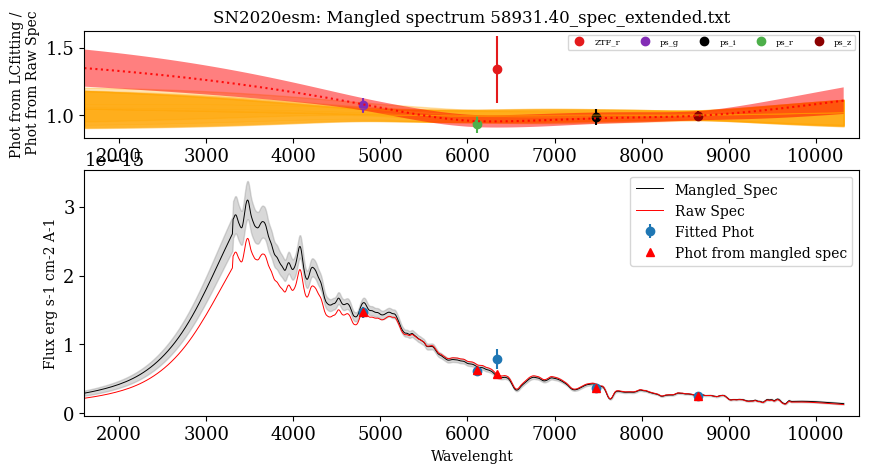 SN2020esm: Mangled spectrum 58931.40_spec_extended.txt
Phot from LCfitting /
Phot from Raw Spec
1.5
1.0
ZTF_r ps_g ps_i ps_r ps_z
2000 3000 4000 5000 6000 7000 8000 9000 10000
1e−15
Flux erg s-1 cm-2 A-1
3
2
1
0
Mangled_Spec
Raw Spec
Fitted Phot
Phot from mangled spec
2000 3000 4000 5000 6000 7000 8000 9000 10000
Wavelenght